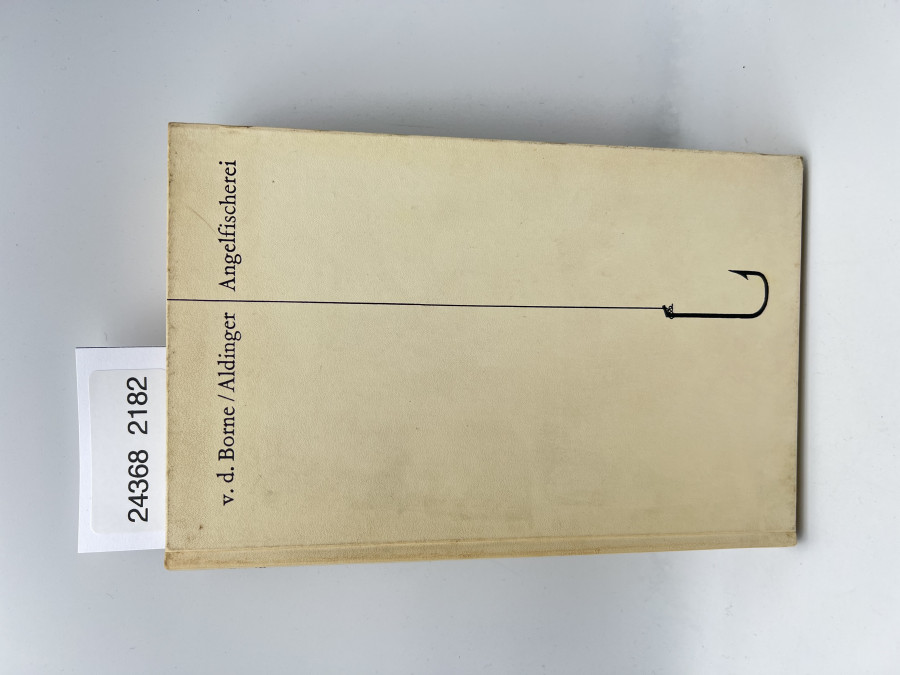 v. d. Borne / Aldinger Angelfischerei
24368 2182